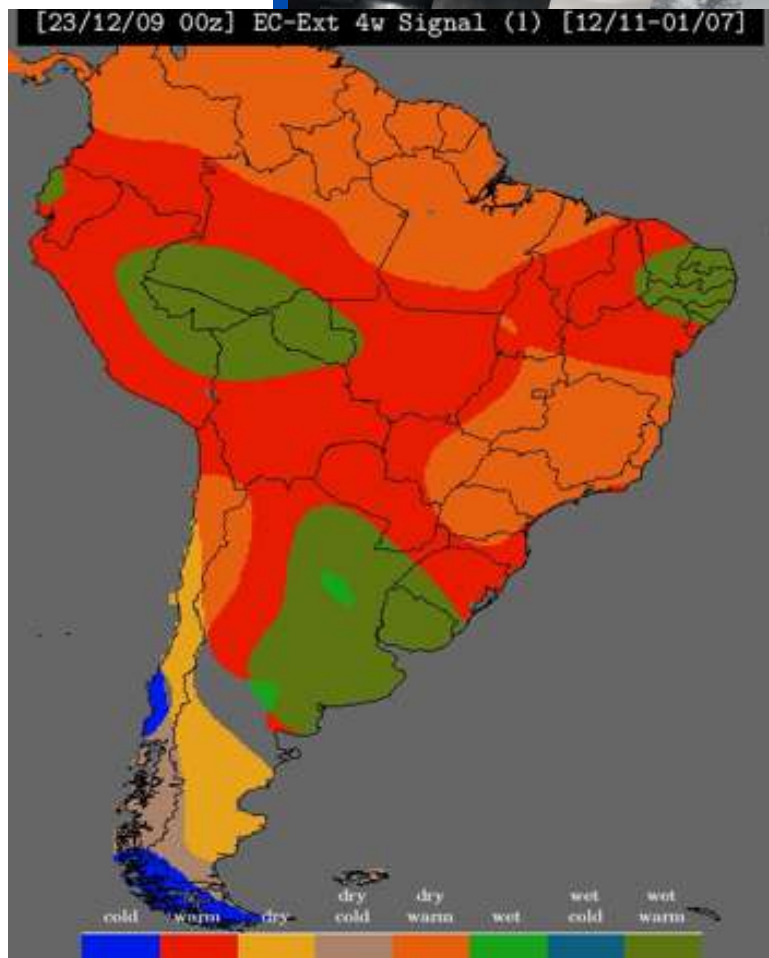 [23/12/09 00z] EC-Ext 4w Signal (l) [12/11-01/07]
cold warm dry dry cold dry warm wet wet cold wet warm